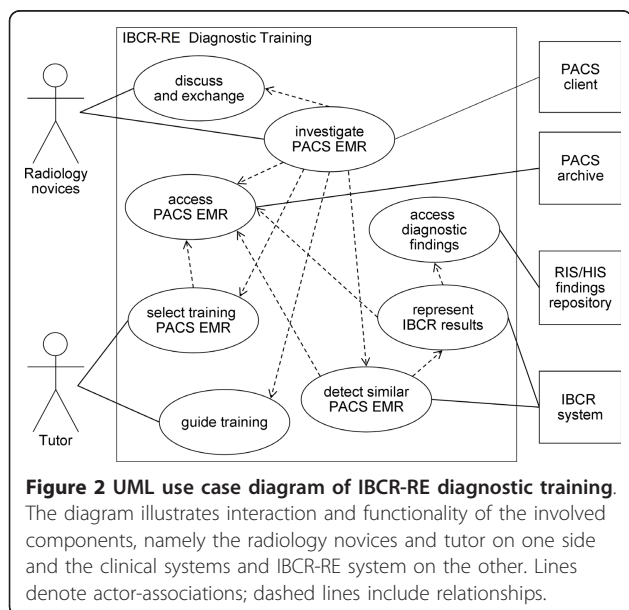 IBCR-RE Diagnostic Training
discuss
and exchange
PACS
client
investigate
PACS EMR
Radiology
novices
PACS
archive
access
PACS EMR
access
diagnostic
findings
RIS/HIS
findings
repository
select training
PACS EMR
represent
IBCR results
detect similar
PACS EMR
IBCR
system
guide training
Tutor
Figure 2 UML use case diagram of IBCR-RE diagnostic training.
The diagram illustrates interaction and functionality of the involved
components, namely the radiology novices and tutor on one side
and the clinical systems and IBCR-RE system on the other. Lines
denote actor-associations; dashed lines include relationships.